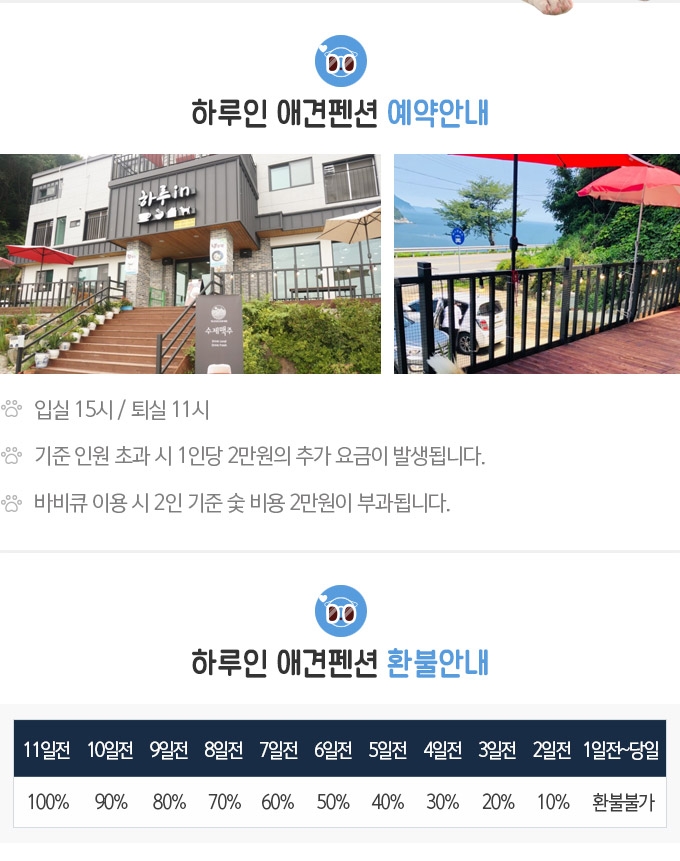 하루인 애견펜션 예약안내
하루in
수제맥주
입실 15시 / 퇴실 11시
기준 인원 초과 시 1인당 2만원의 추가 요금이 발생됩니다.
바비큐 이용 시 2인 기준 숯 비용 2만원이 부과됩니다.
하루인 애견펜션 환불안내
11일전 10일전 9일전 8일전 7일전 6일전 5일전 4일전 3일전 2일전 1일전~당일
100% 90% 80% 70% 60% 50% 40% 30% 20% 10% 환불불가